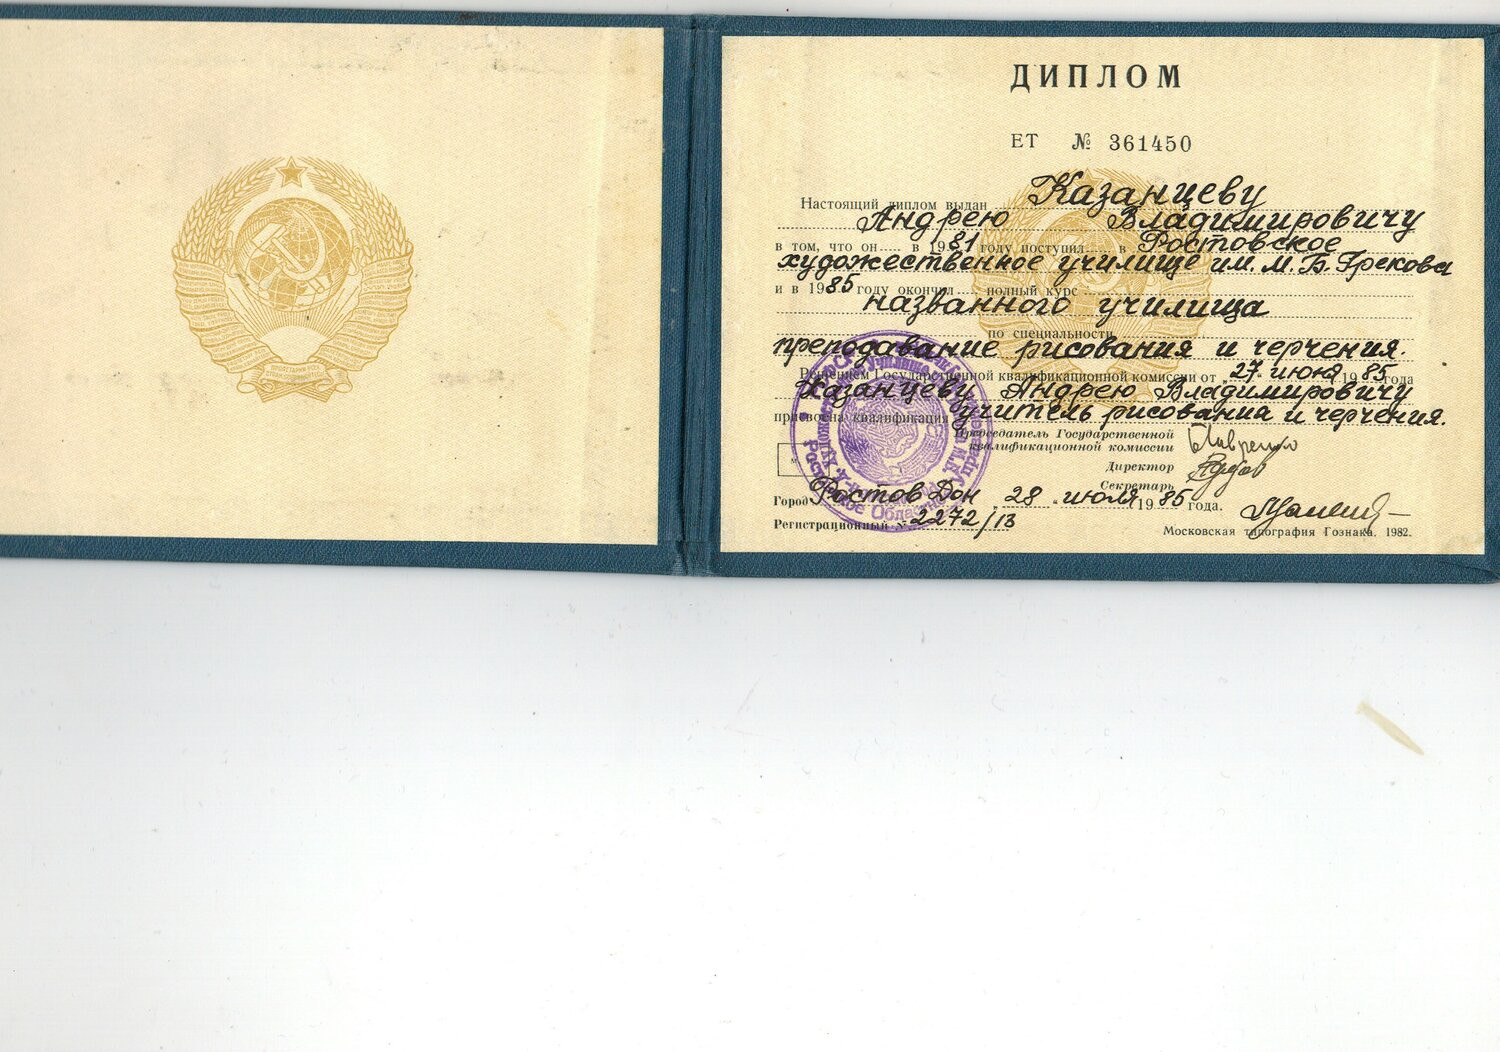 ДИПЛОМ
ЕТ № 361450
Настоящий диплом выдан Казанцеву
Андрею Владимировичу
в том, что он в 1981 году поступил в Ростовское
художественное училище им. М. Б. Грекова
и в 1985 году окончил полный курс
названного училища
по специальности
преподавание рисования и черчения.
Решением Государственной квалификационной комиссии от 27 июня 1985 года
Казанцеву Андрею Владимировичу
присвоена квалификация учитель рисования и черчения.
Председатель Государственной
квалификационной комиссии
Директор
Секретарь
Город Ростов Дон 28 июля 1985 года.
Регистрационный № 2272/13
Московская типография Гознака. 1982.